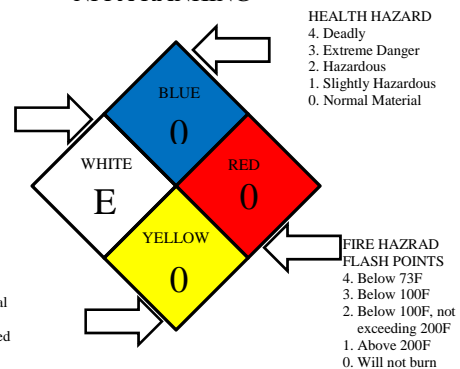 HEALTH HAZARD
4. Deadly
3. Extreme Danger
2. Hazardous
1. Slightly Hazardous
0. Normal Material
BLUE
0
WHITE
E
RED
0
YELLOW
0
FIRE HAZRAD
FLASH POINTS
4. Below 73F
3. Below 100F
2. Below 100F, not
exceeding 200F
1. Above 200F
0. Will not burn